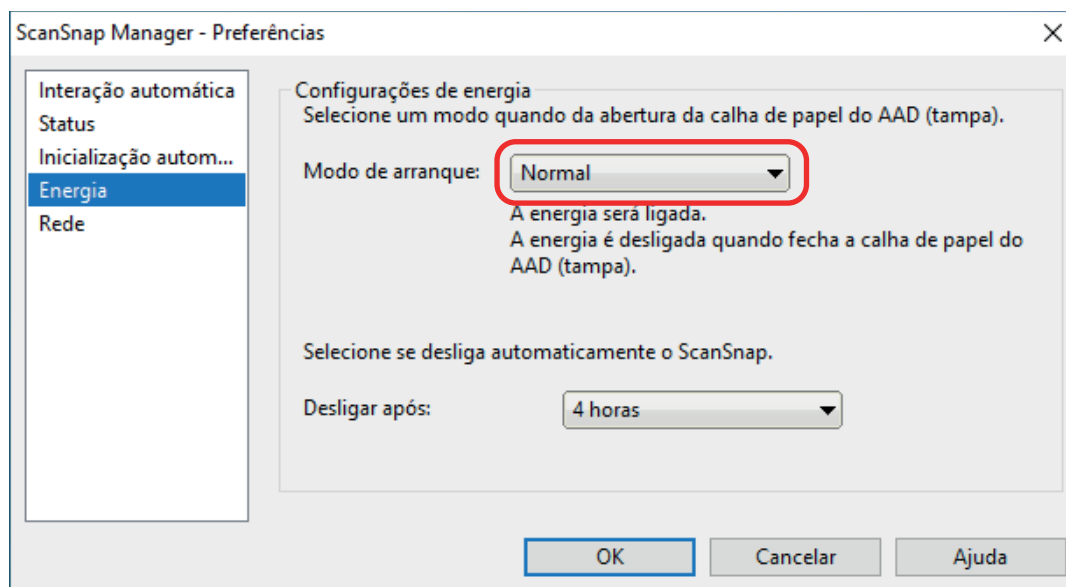 ScanSnap Manager - Preferências
Interação automática
Status
Inicialização autom...
Energia
Rede
Configurações de energia
Selecione um modo quando da abertura da calha de papel do AAD (tampa).
Modo de arranque:
Normal
A energia será ligada.
A energia é desligada quando fecha a calha de papel do
AAD (tampa).
Selecione se desliga automaticamente o ScanSnap.
Desligar após:
4 horas
OK
Cancelar
Ajuda